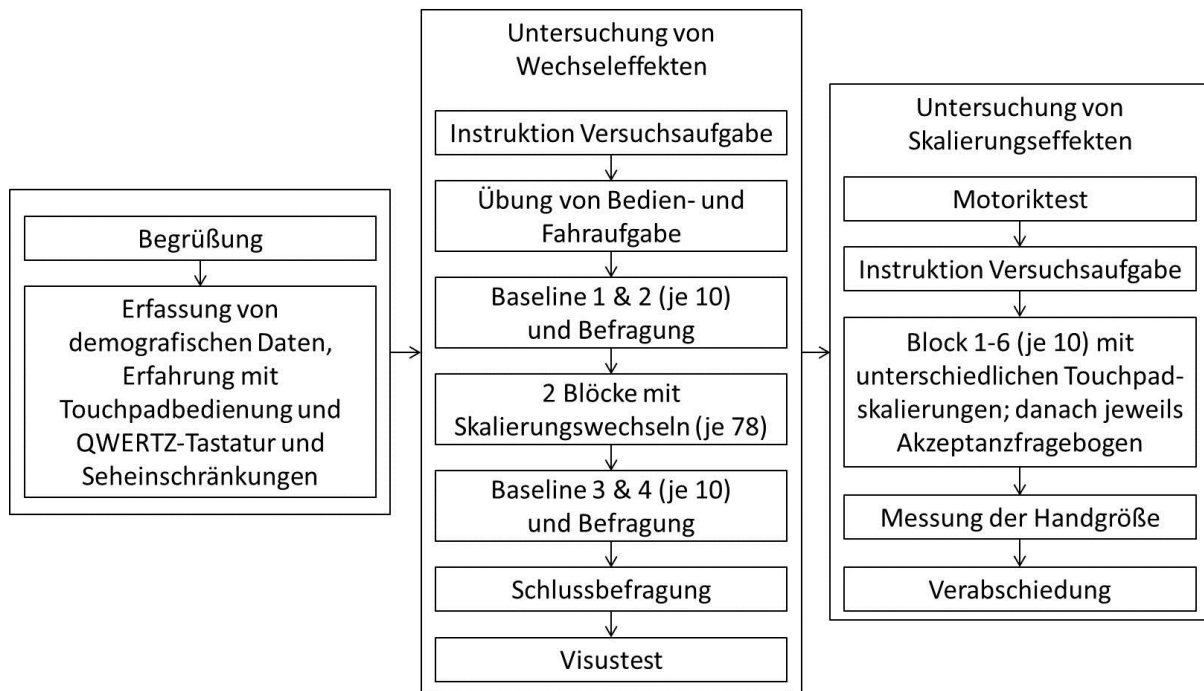 Begrüßung
Erfassung von
demografischen Daten,
Erfahrung mit
Touchpadbedienung und
QWERTZ-Tastatur und
Seheinschränkungen
Untersuchung von
Wechseleffekten
Instruktion Versuchsaufgabe
Übung von Bedien- und
Fahraufgabe
Baseline 1 & 2 (je 10)
und Befragung
2 Blöcke mit
Skalierungswechseln (je 78)
Baseline 3 & 4 (je 10)
und Befragung
Schlussbefragung
Visustest
Untersuchung von
Skalierungseffekten
Motoriktest
Instruktion Versuchsaufgabe
Block 1-6 (je 10) mit
unterschiedlichen Touchpad-
skalierungen; danach jeweils
Akzeptanzfragebogen
Messung der Handgröße
Verabschiedung